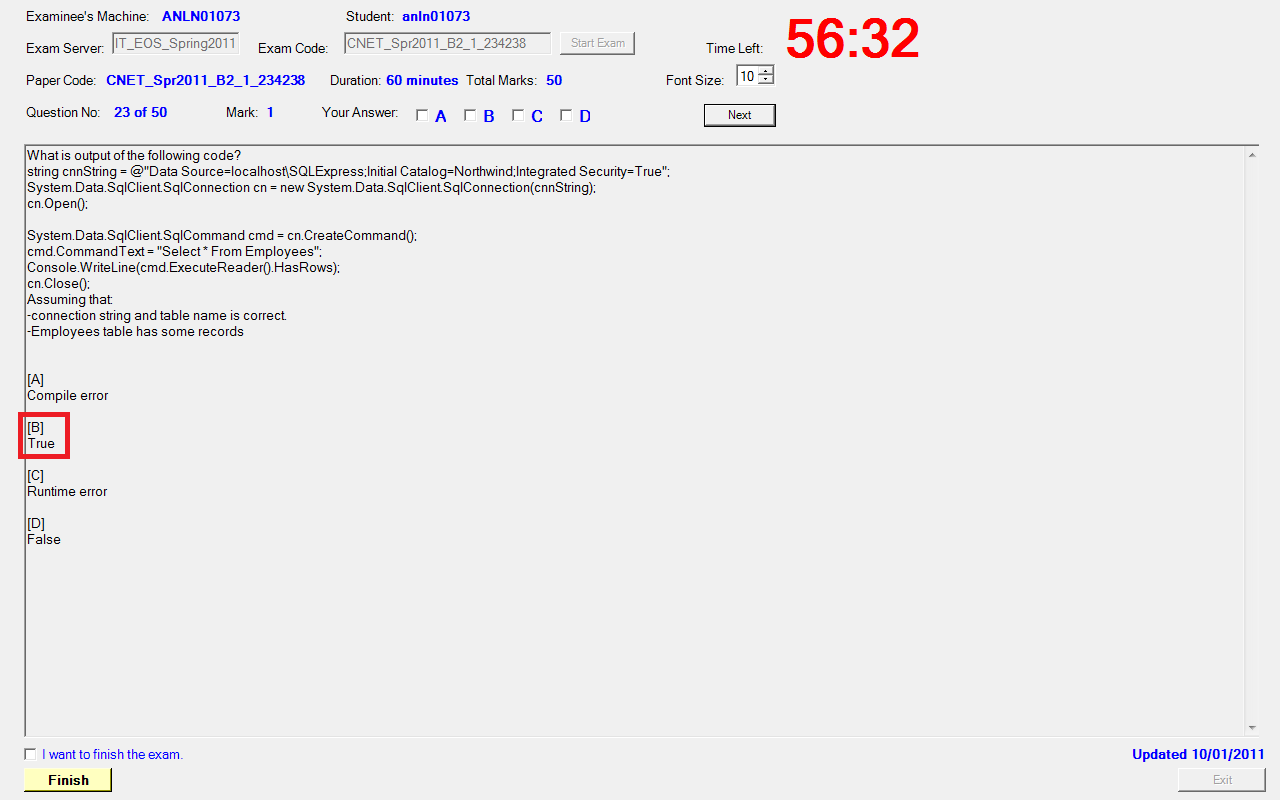 Examinee's Machine: ANLN01073 Student: anln01073
56:32
Exam Server: IT_EOS_Spring2011 Exam Code: CNET_Spr2011_B2_1_234238 Start Exam Time Left:
Paper Code: CNET_Spr2011_B2_1_234238 Duration: 60 minutes Total Marks: 50 Font Size: 10
Question No: 23 of 50 Mark: 1 Your Answer: A B C D Next
What is output of the following code?
string cnnString = @"Data Source=localhost\SQLExpress;Initial Catalog=Northwind;Integrated Security=True";
System.Data.SqlClient.SqlConnection cn = new System.Data.SqlClient.SqlConnection(cnnString);
cn.Open();
System.Data.SqlClient.SqlCommand cmd = cn.CreateCommand();
cmd.CommandText = "Select * From Employees";
Console.WriteLine(cmd.ExecuteReader().HasRows);
cn.Close();
Assuming that:
-connection string and table name is correct.
-Employees table has some records
[A]
Compile error
[B]
True
[C]
Runtime error
[D]
False
I want to finish the exam. Updated 10/01/2011
Finish Exit